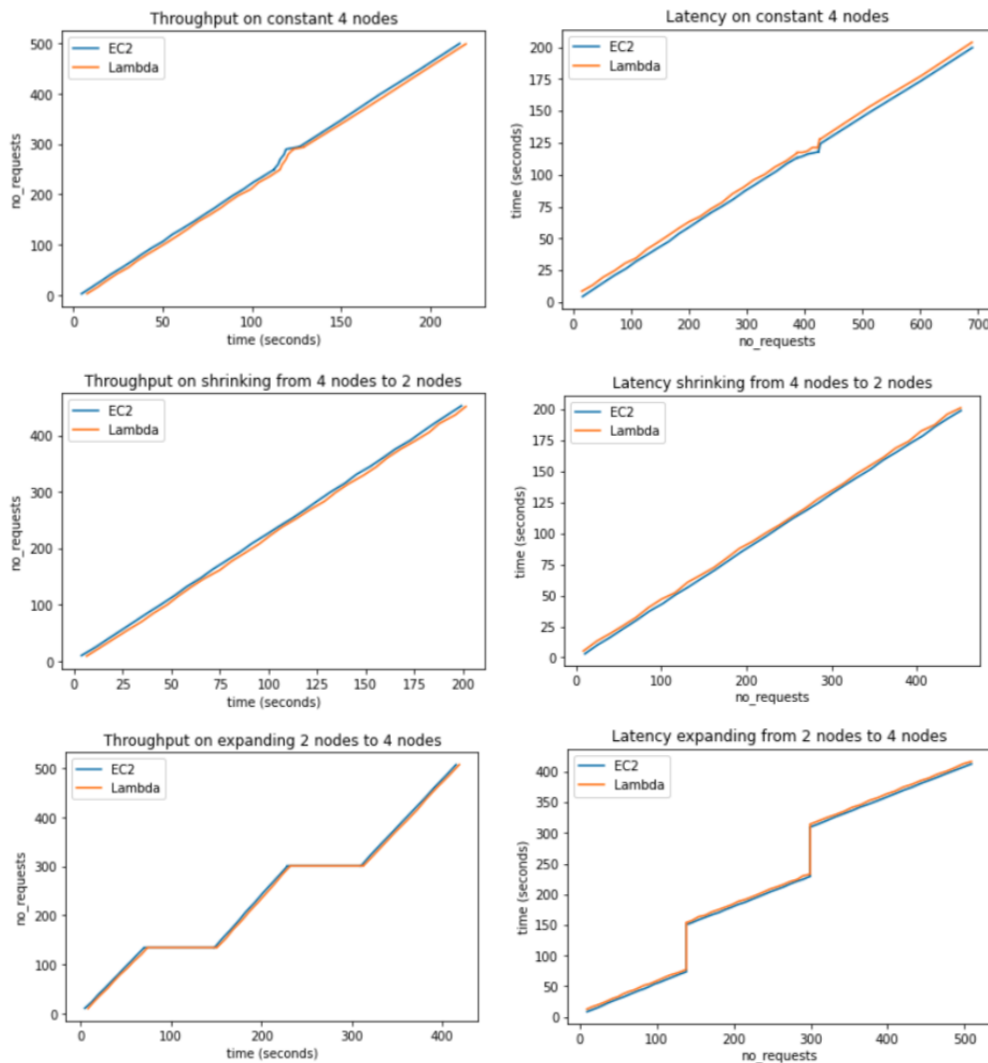 Throughput on constant 4 nodes
500
400
300
200
100
0
no_requests
EC2
Lambda
0 50 100 150 200
time (seconds)
Latency on constant 4 nodes
200
175
150
125
100
75
50
25
0
time (seconds)
EC2
Lambda
0 100 200 300 400 500 600 700
no_requests
Throughput on shrinking from 4 nodes to 2 nodes
400
300
200
100
0
no_requests
EC2
Lambda
0 25 50 75 100 125 150 175 200
time (seconds)
Latency shrinking from 4 nodes to 2 nodes
200
175
150
125
100
75
50
25
0
time (seconds)
EC2
Lambda
0 100 200 300 400
no_requests
Throughput on expanding 2 nodes to 4 nodes
500
400
300
200
100
0
no_requests
EC2
Lambda
0 100 200 300 400
time (seconds)
Latency expanding from 2 nodes to 4 nodes
400
350
300
250
200
150
100
50
0
time (seconds)
EC2
Lambda
0 100 200 300 400 500
no_requests